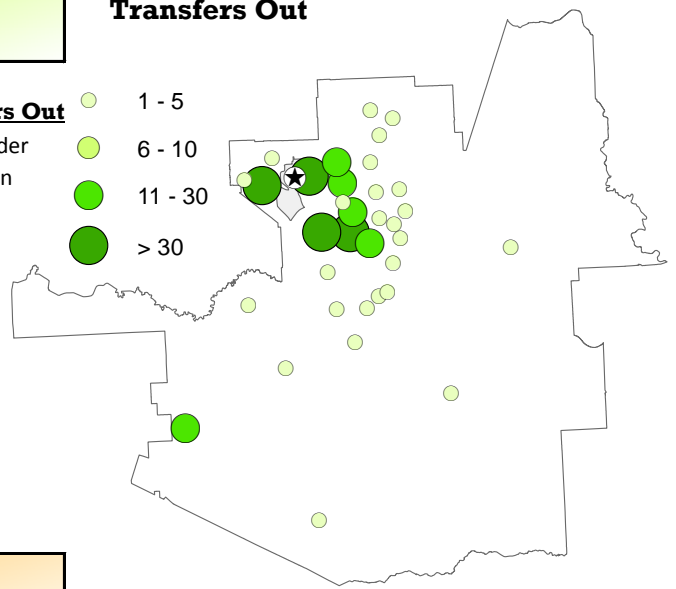 Transfers Out
rs Out
der
n
1 - 5
6 - 10
11 - 30
> 30